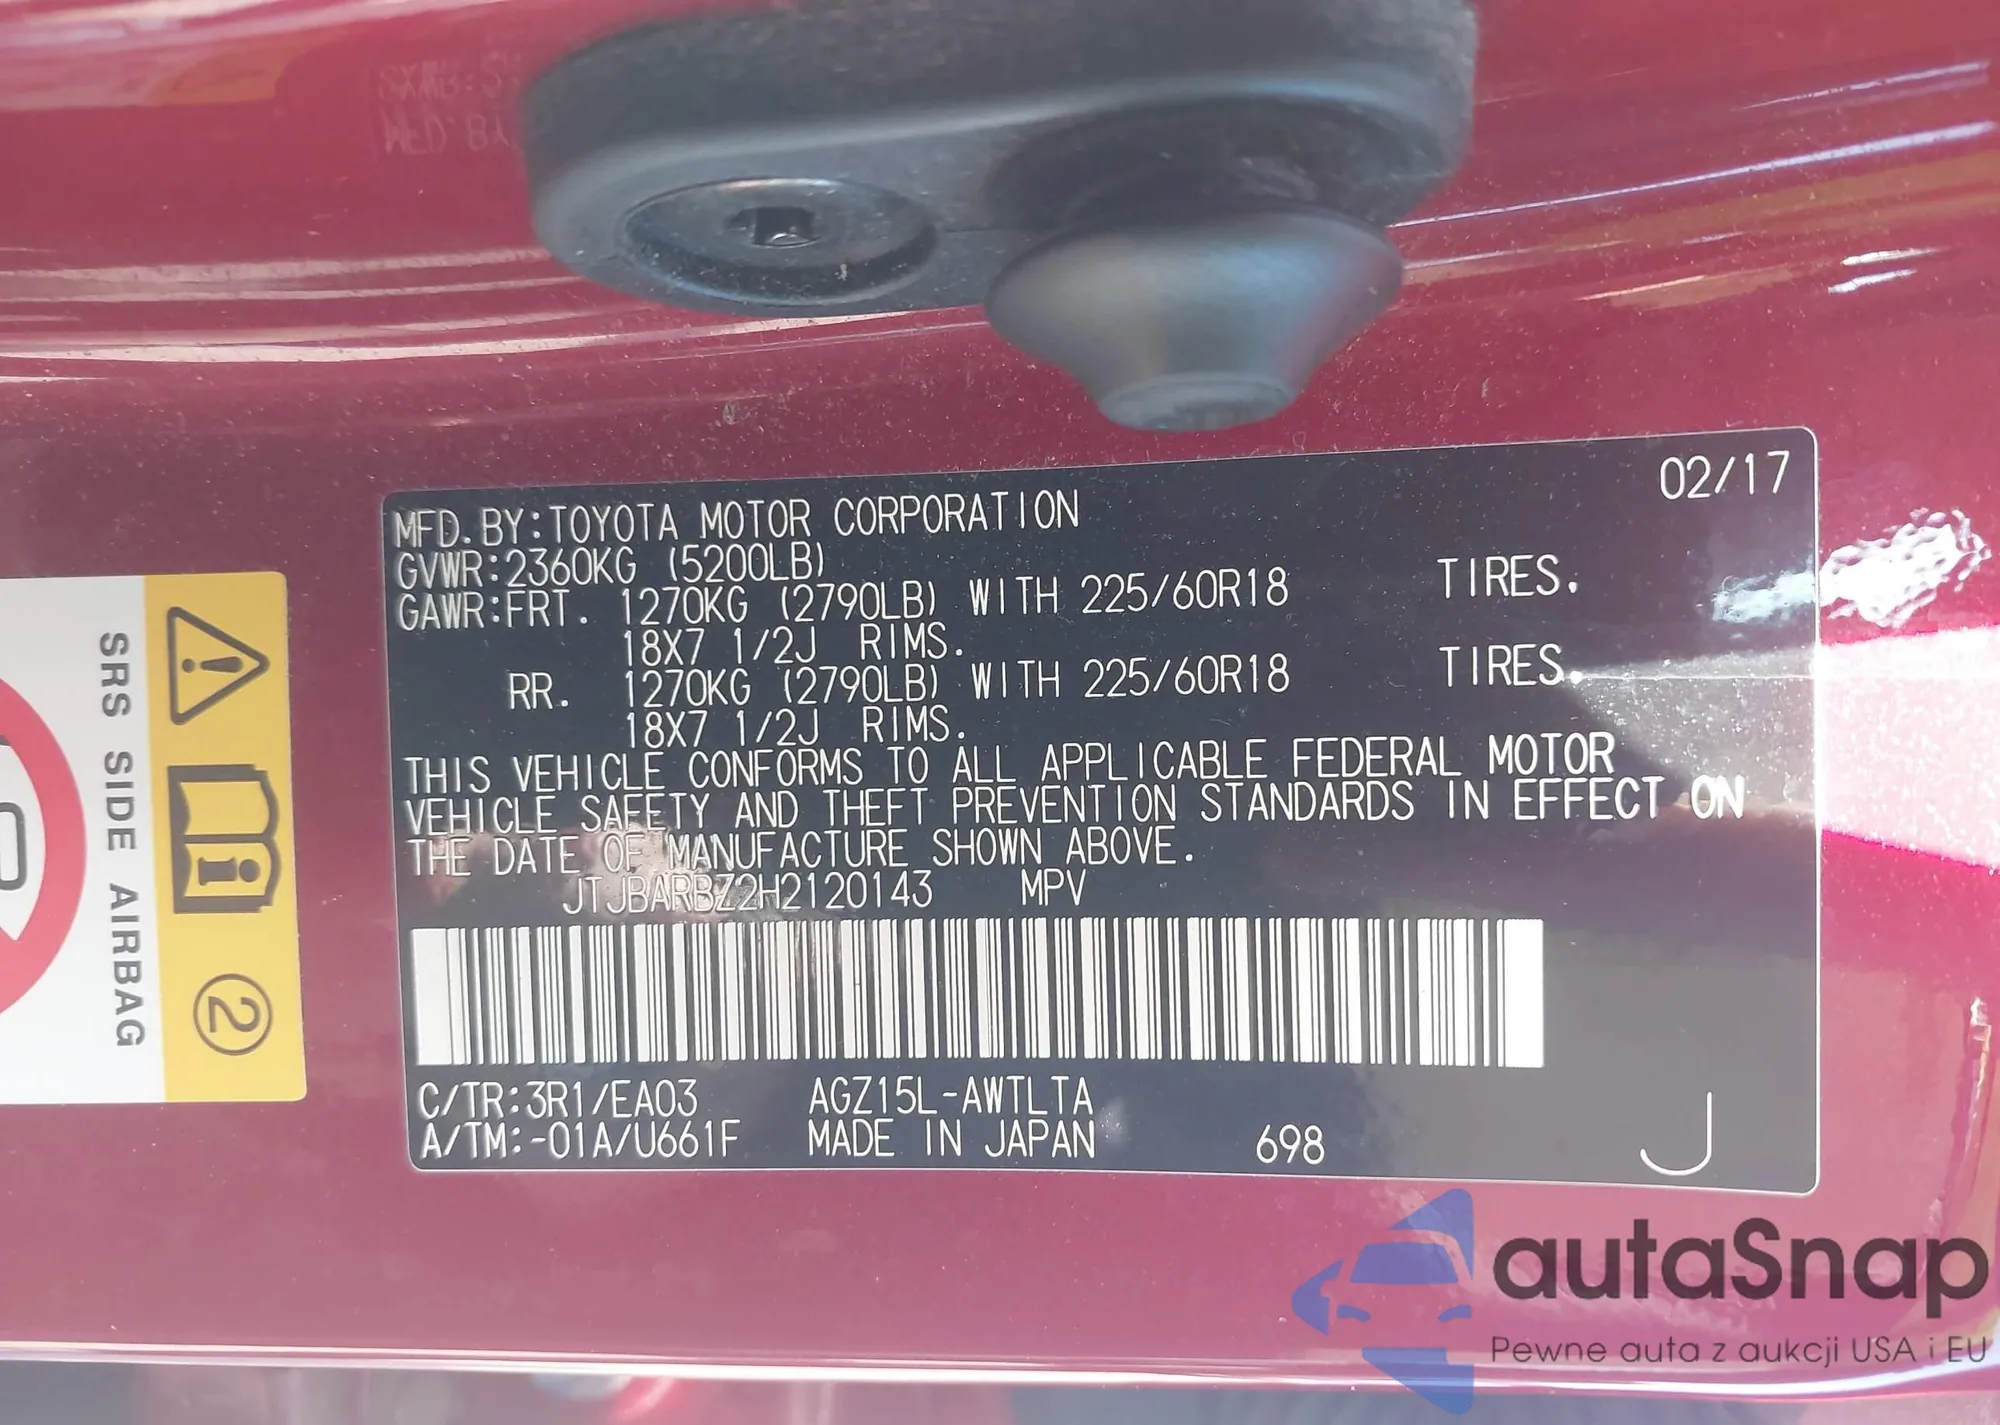 02/17
MFD. BY:TOYOTA MOTOR CORPORATION
GVWR:2360KG (5200LB)
GAWR:FRT. 1270KG (2790LB) WITH 225/60R18 TIRES.
18X7 1/2J RIMS.
RR. 1270KG (2790LB) WITH 225/60R18 TIRES.
18X7 1/2J RIMS.
THIS VEHICLE CONFORMS TO ALL APPLICABLE FEDERAL MOTOR
VEHICLE SAFETY AND THEFT PREVENTION STANDARDS IN EFFECT ON
THE DATE OF MANUFACTURE SHOWN ABOVE.
JTJBARBZ2H2120143 MPV
C/TR:3R1/EA03 AGZ15L-AWTLTA
A/TM:-01A/U661F MADE IN JAPAN 698 J
SRS SIDE AIRBAG
2
autaSnap
Pewne auta z aukcji USA i EU